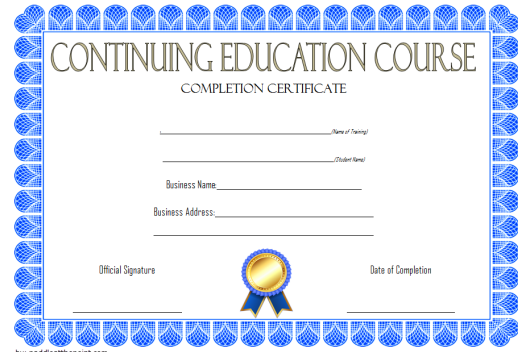 CONTINUING EDUCATION COURSE
COMPLETION CERTIFICATE
(Name of Training)
(Student Name)
Business Name:
Business Address:
Official Signature
Date of Completion